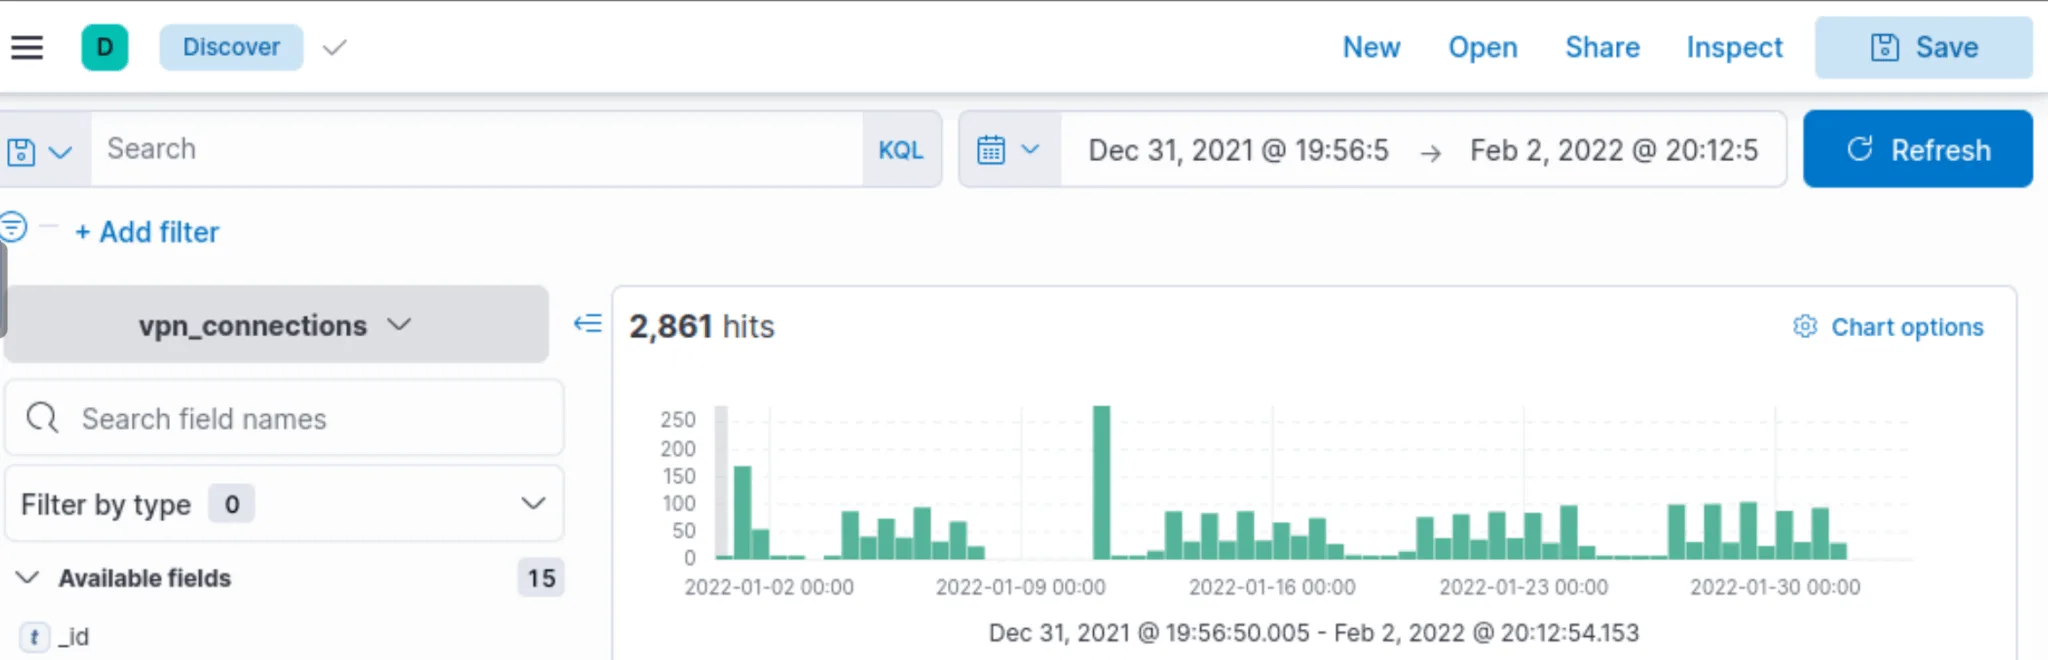 D Discover New Open Share Inspect Save
Search KQL Dec 31, 2021 @ 19:56:5 → Feb 2, 2022 @ 20:12:5 Refresh
+ Add filter
vpn_connections
2,861 hits
Chart options
Search field names
Filter by type 0
Available fields 15
t _id
250
200
150
100
50
0
2022-01-02 00:00 2022-01-09 00:00 2022-01-16 00:00 2022-01-23 00:00 2022-01-30 00:00
Dec 31, 2021 @ 19:56:50.005 - Feb 2, 2022 @ 20:12:54.153